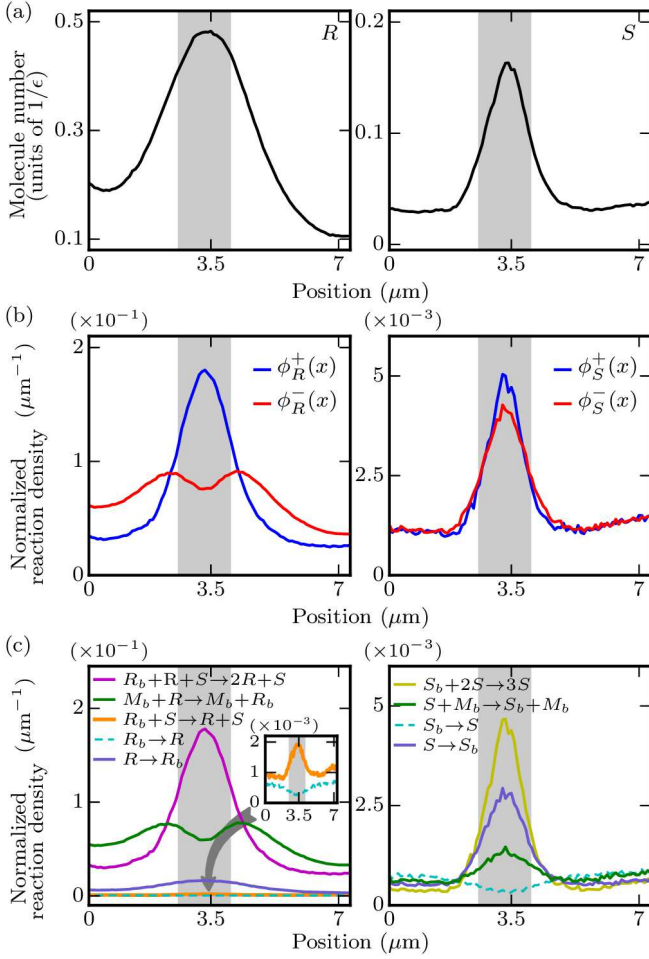 (a)
Molecule number
(units of 1/ϵ)
0.5
0.3
0.1
R
0
3.5
7
Position (μm)
0.2
0.1
0
S
0
3.5
7
Position (μm)
(b)
(×10⁻¹)
Normalized
reaction density (μm⁻¹)
2
1
0
ϕ_R⁺(x)
ϕ_R⁻(x)
0
3.5
7
Position (μm)
(×10⁻³)
5
2.5
0
ϕ_S⁺(x)
ϕ_S⁻(x)
0
3.5
7
Position (μm)
(c)
(×10⁻¹)
Normalized
reaction density (μm⁻¹)
2
1
0
R_b+R+S→2R+S
M_b+R→M_b+R_b
R_b+S→R+S
R_b→R
R→R_b
(×10⁻³)
2
1
0
0
3.5
7
0
3.5
7
Position (μm)
(×10⁻³)
5
2.5
0
S_b+2S→3S
S+M_b→S_b+M_b
S_b→S
S→S_b
0
3.5
7
Position (μm)